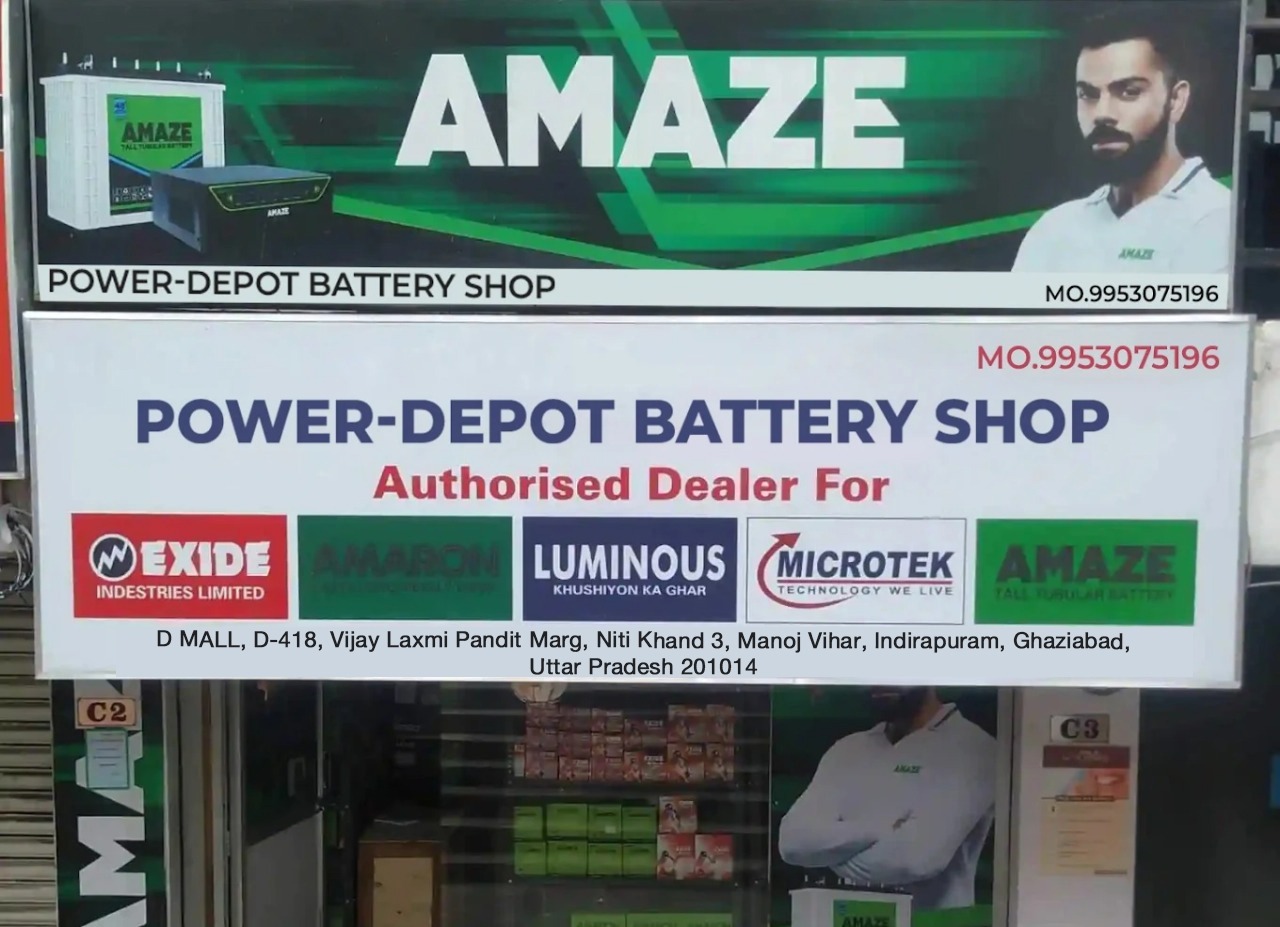 AMAZE
AMAZE
TALL TUBULAR BATTERY
AMAZE
AMAZE
POWER-DEPOT BATTERY SHOP
MO.9953075196
MO.9953075196
POWER-DEPOT BATTERY SHOP
Authorised Dealer For
EXIDE
INDESTRIES LIMITED
AMARON
LUMINOUS
KHUSHIYON KA GHAR
MICROTEK
TECHNOLOGY WE LIVE
AMAZE
TALL TUBULAR BATTERY
D MALL, D-418, Vijay Laxmi Pandit Marg, Niti Khand 3, Manoj Vihar, Indirapuram, Ghaziabad,
Uttar Pradesh 201014
C2
C3
AMAZE
AMAZE